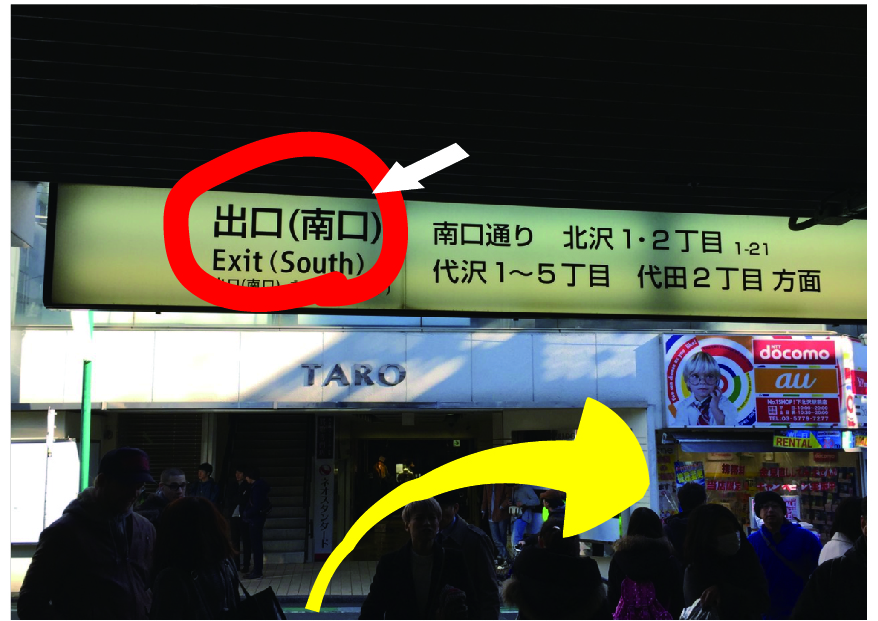 出口(南口)
Exit (South)
南口通り 北沢1・2丁目 1-21
代沢1〜5丁目 代田2丁目 方面
TARO
docomo
au
RENTAL